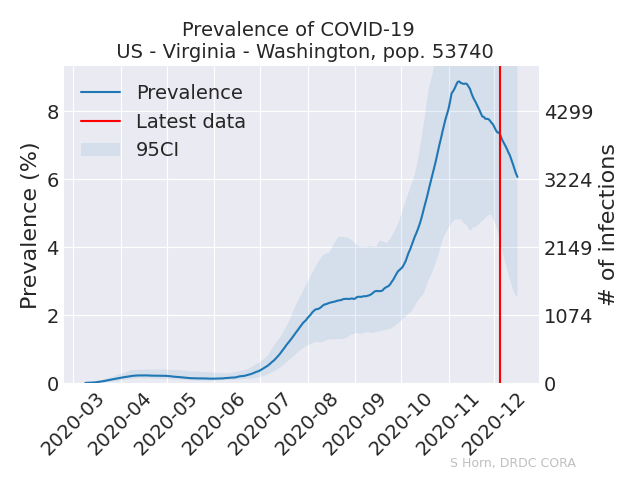 Prevalence of COVID-19
US - Virginia - Washington, pop. 53740
Prevalence
Latest data
95CI
Prevalence (%)
8
6
4
2
0
4299
3224
2149
1074
0
# of infections
2020-03
2020-04
2020-05
2020-06
2020-07
2020-08
2020-09
2020-10
2020-11
2020-12
S Horn, DRDC CORA